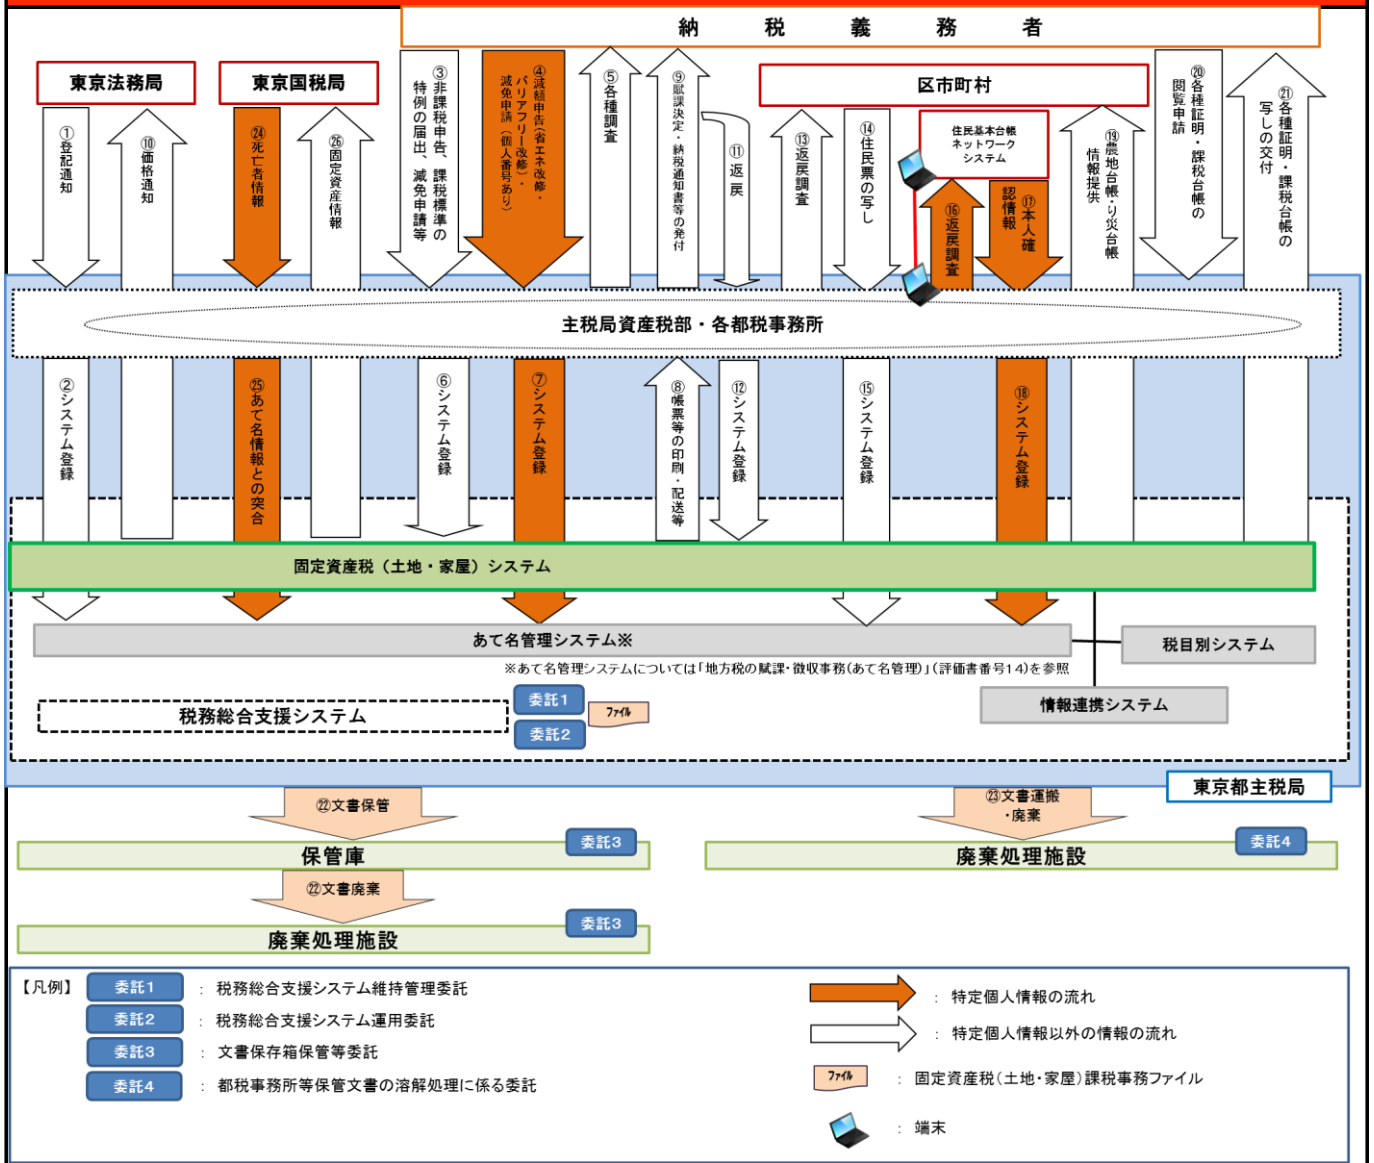 納税義務者
東京法務局
東京国税局
区市町村
住民基本台帳
ネットワーク
システム
①登記通知
⑩価格通知
㉔死亡者情報
㉖固定資産情報
③非課税申告、課税標準の
特例の届出、減免申請等
④減額申告(省エネ改修・
バリアフリー改修)・
減免申請(個人番号あり)
⑤各種調査
⑨賦課決定・納税通知書等の発付
⑪返戻
⑬返戻調査
⑭住民票の写し
⑯返戻調査
⑰本人確
認情報
⑲農地台帳・り災台帳
情報提供
⑳各種証明・課税台帳の
閲覧申請
㉑各種証明・課税台帳の
写しの交付
主税局資産税部・各都税事務所
②システム登録
㉕あて名情報との突合
⑥システム登録
⑦システム登録
⑧帳票等の印刷・配送等
⑫システム登録
⑮システム登録
⑱システム登録
固定資産税(土地・家屋)システム
あて名管理システム※
税目別システム
※あて名管理システムについては「地方税の賦課・徴収事務(あて名管理)」(評価書番号14)を参照
情報連携システム
税務総合支援システム
委託1
委託2
ファイル
東京都主税局
㉒文書保管
㉓文書運搬
・廃棄
保管庫
委託3
廃棄処理施設
委託4
㉒文書廃棄
廃棄処理施設
委託3
【凡例】
委託1 : 税務総合支援システム維持管理委託
委託2 : 税務総合支援システム運用委託
委託3 : 文書保存箱保管等委託
委託4 : 都税事務所等保管文書の溶解処理に係る委託
: 特定個人情報の流れ
: 特定個人情報以外の情報の流れ
ファイル : 固定資産税(土地・家屋)課税事務ファイル
: 端末